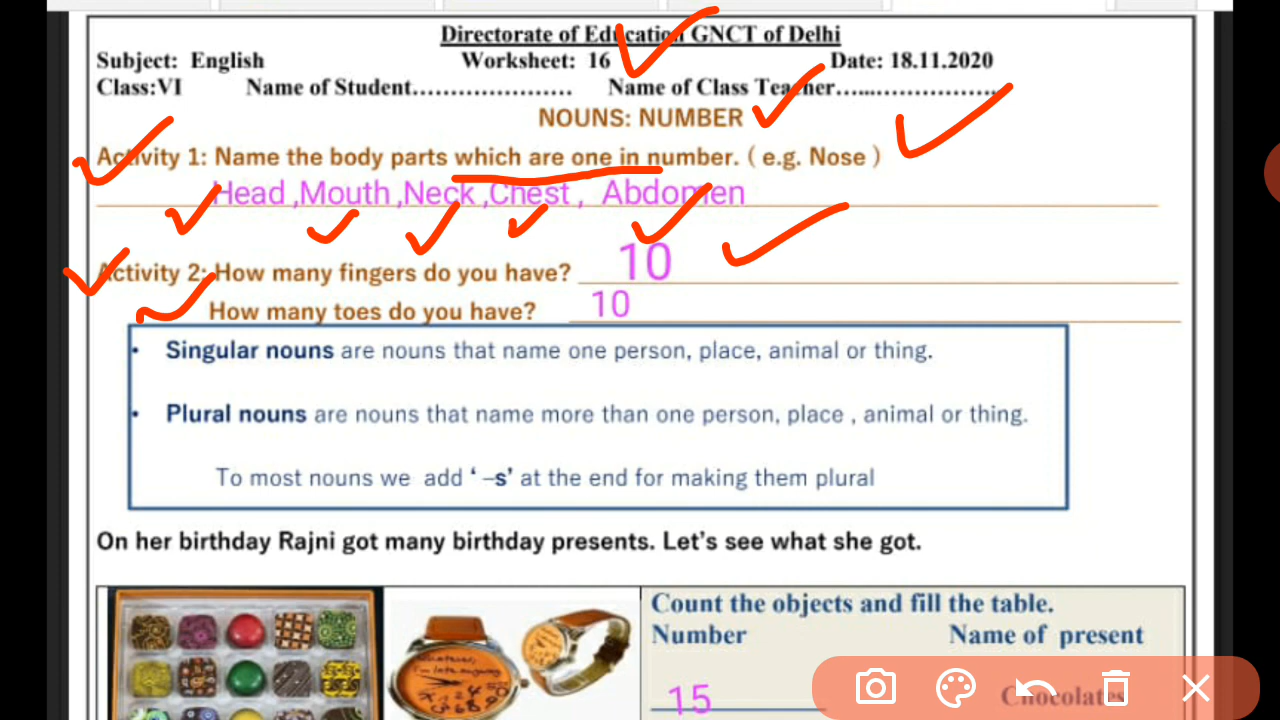 Directorate of Education GNCT of Delhi
Subject: English Worksheet: 16 Date: 18.11.2020
Class:VI Name of Student..................... Name of Class Teacher........................
NOUNS: NUMBER
Activity 1: Name the body parts which are one in number. ( e.g. Nose )
Head ,Mouth ,Neck ,Chest , Abdomen
Activity 2: How many fingers do you have? 10
How many toes do you have? 10
• Singular nouns are nouns that name one person, place, animal or thing.
• Plural nouns are nouns that name more than one person, place , animal or thing.
To most nouns we add ‘ –s’ at the end for making them plural
On her birthday Rajni got many birthday presents. Let’s see what she got.
Count the objects and fill the table.
Number Name of present
15 Chocolates